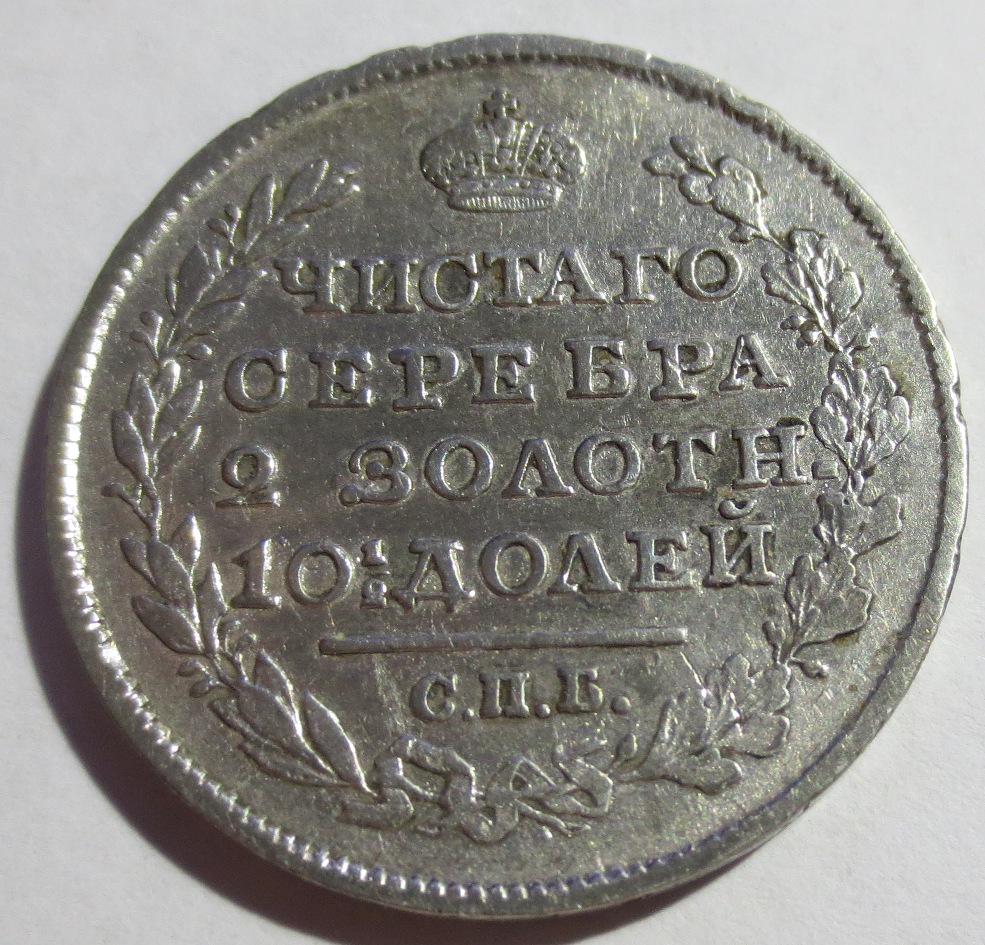 ЧИСТАГО
СЕРЕБРА
2 ЗОЛОТН.
10½ ДОЛЕЙ
С.П.Б.